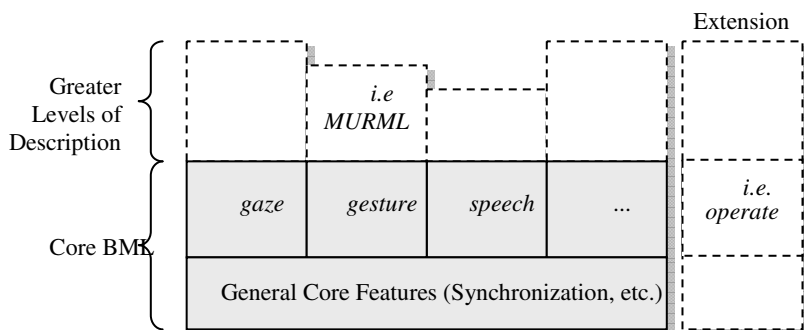 Extension
Greater
Levels of
Description
i.e
MURML
gaze
gesture
speech
...
i.e.
operate
Core BML
General Core Features (Synchronization, etc.)